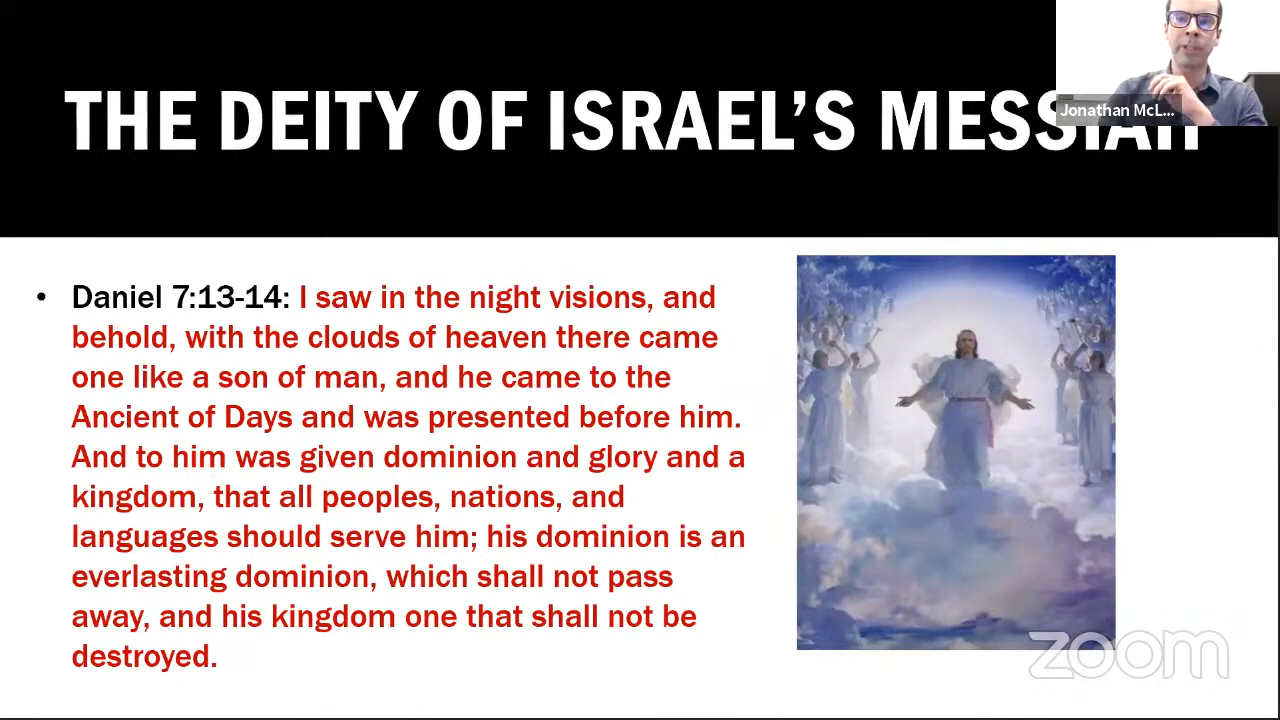 THE DEITY OF ISRAEL'S MESSIAH
Jonathan McL...
• Daniel 7:13-14: I saw in the night visions, and
behold, with the clouds of heaven there came
one like a son of man, and he came to the
Ancient of Days and was presented before him.
And to him was given dominion and glory and a
kingdom, that all peoples, nations, and
languages should serve him; his dominion is an
everlasting dominion, which shall not pass
away, and his kingdom one that shall not be
destroyed.
zoom